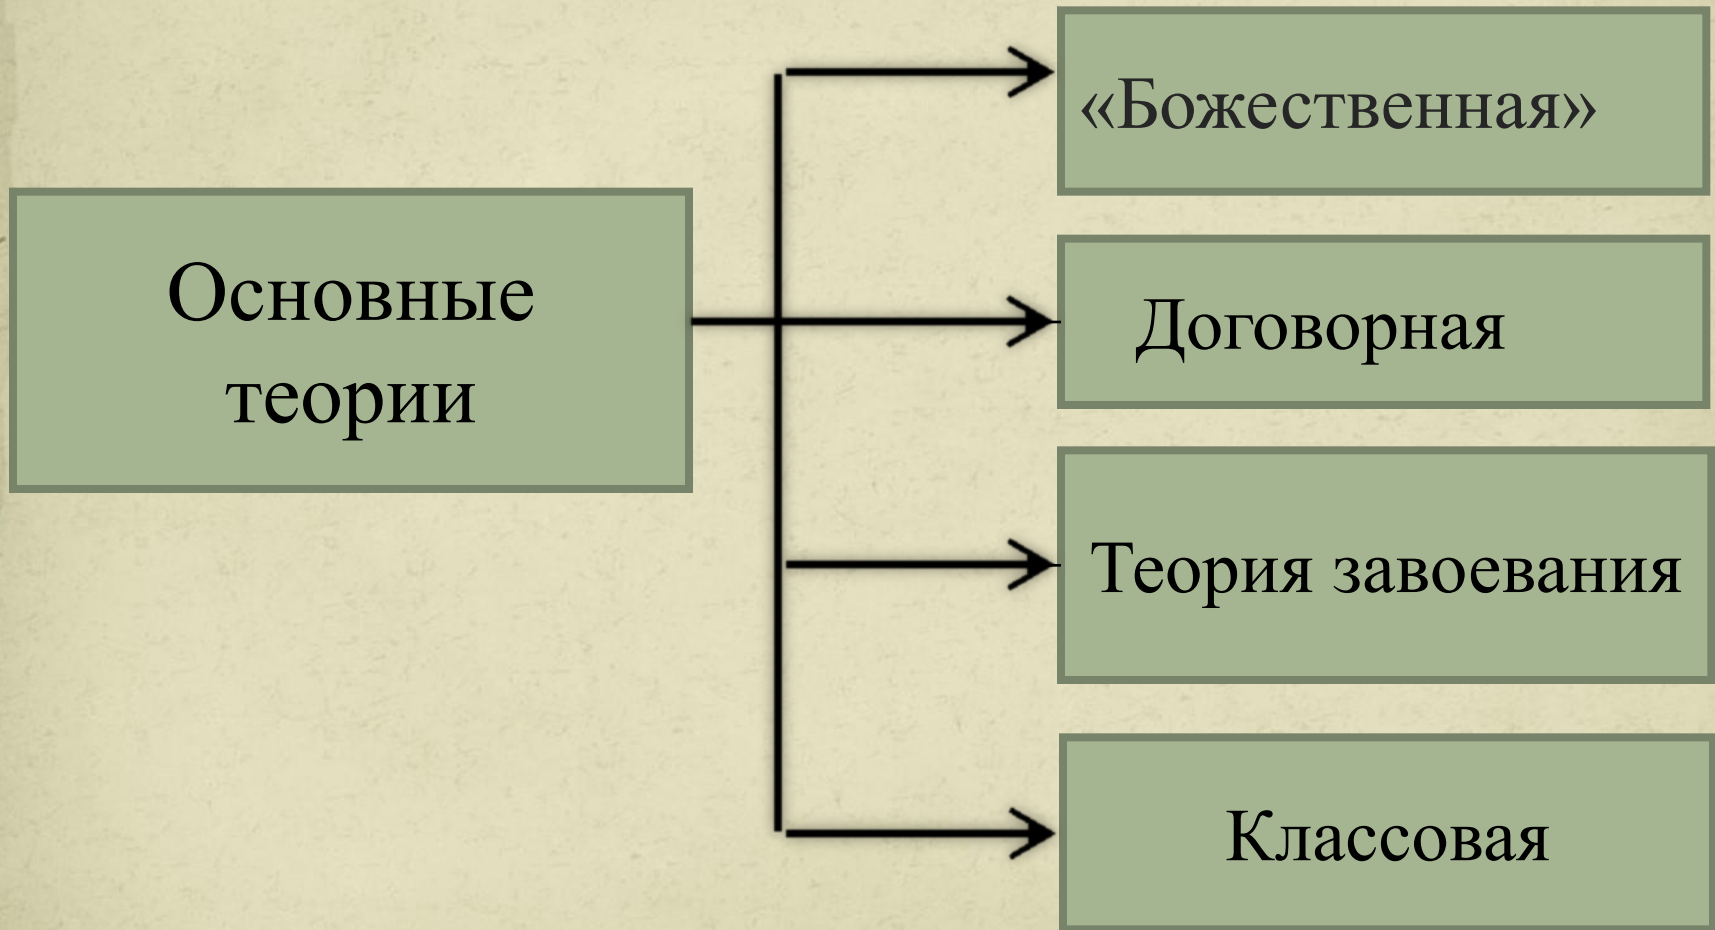 Основные
теории
«Божественная»
Договорная
Теория завоевания
Классовая